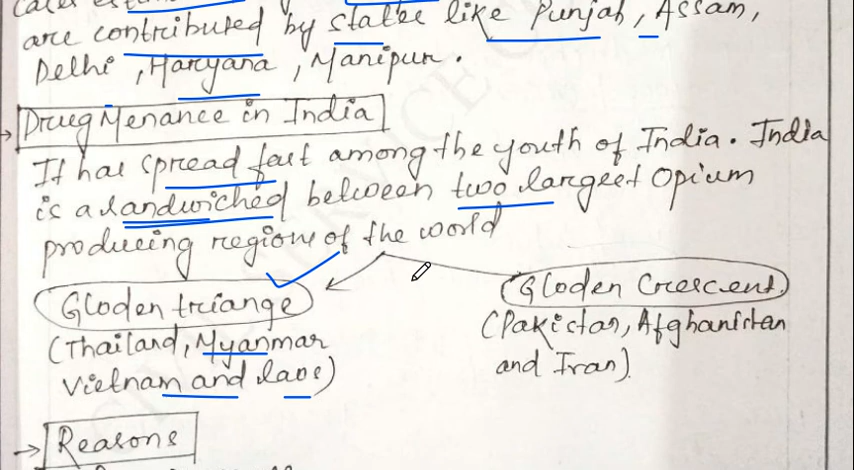 are contributed by states like Punjab, Assam,
Delhi, Haryana, Manipur.
→ Drug Menance in India
It has spread fast among the youth of India. India
is a sandwiched between two largest Opium
producing regions of the world
Gloden triange
(Thailand, Myanmar
Vietnam and laos)
Gloden Crescent
(Pakistan, Afghanistan
and Iran).
→ Reasons